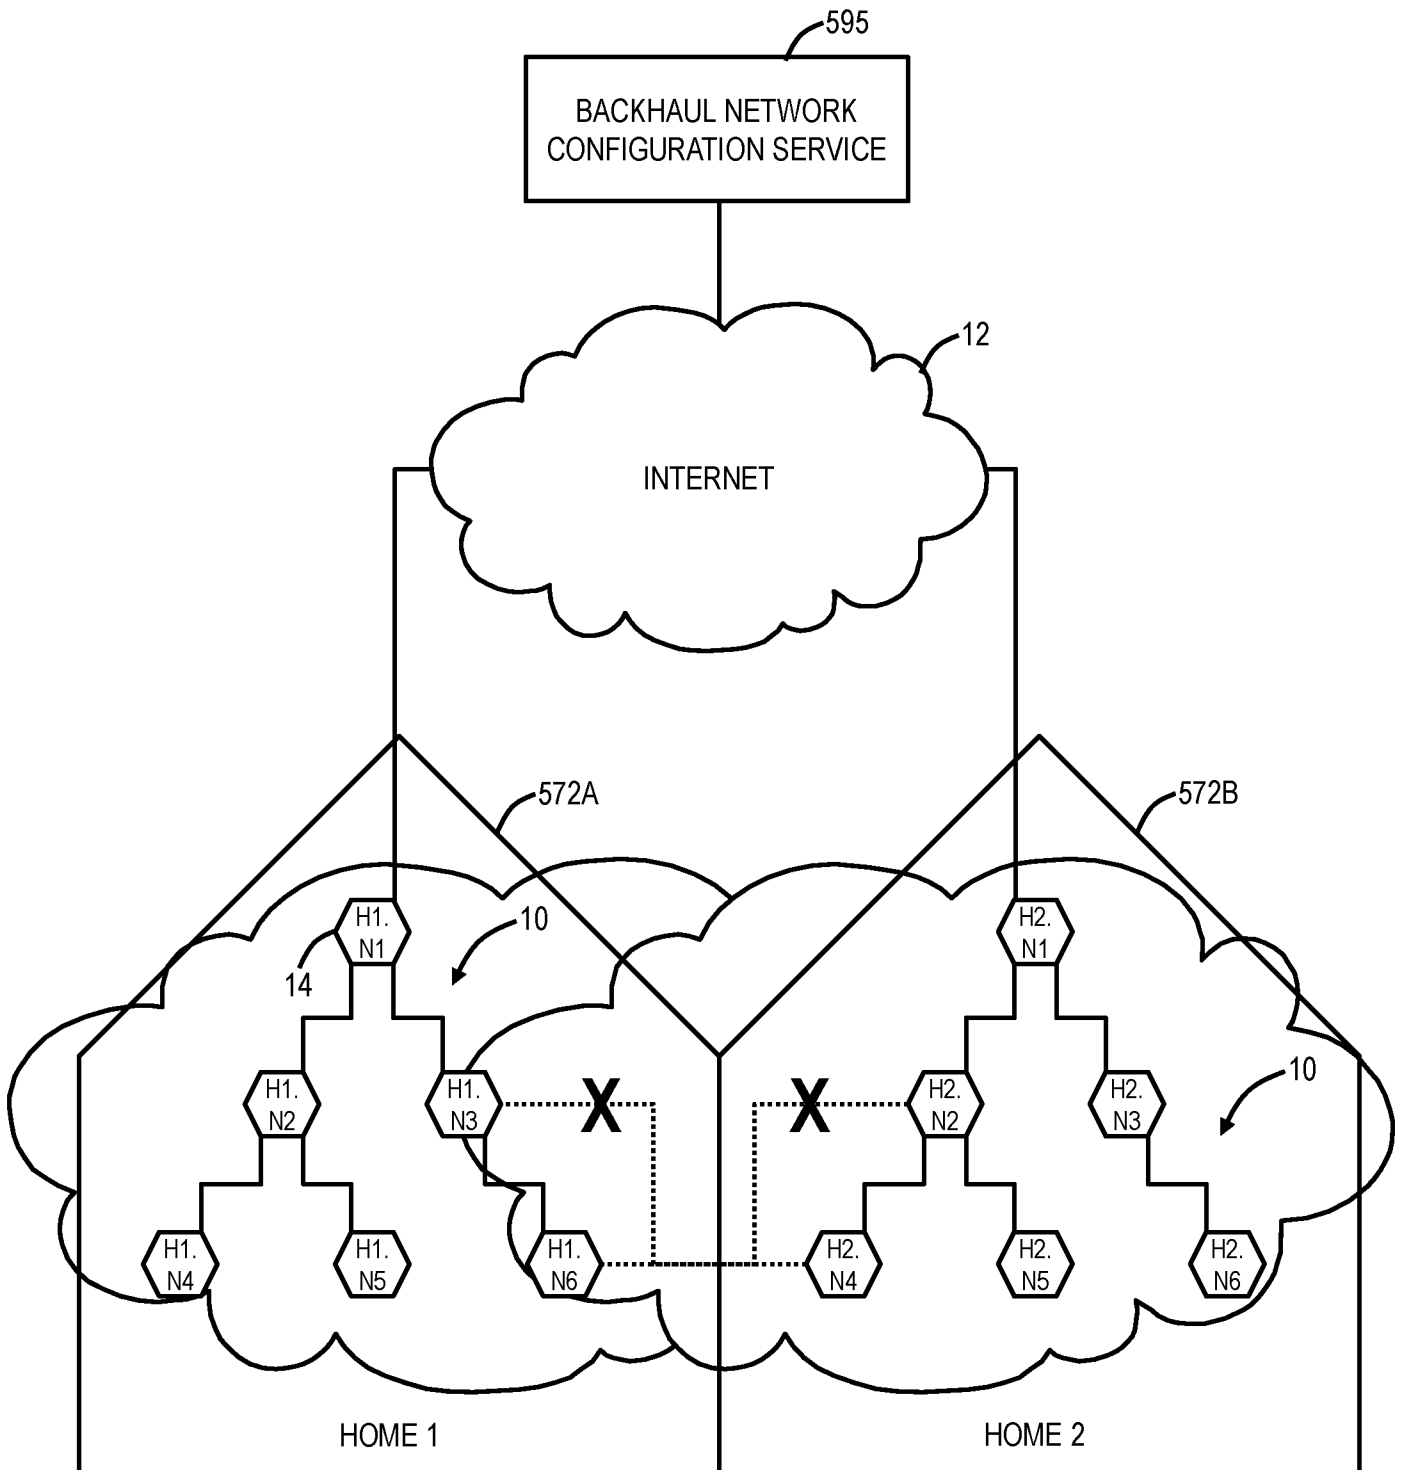 595
BACKHAUL NETWORK
CONFIGURATION SERVICE
12
INTERNET
572A
572B
H1.
N1
10
14
H2.
N1
H1.
N2
H1.
N3
X
X
H2.
N2
H2.
N3
10
H1.
N4
H1.
N5
H1.
N6
H2.
N4
H2.
N5
H2.
N6
HOME 1
HOME 2